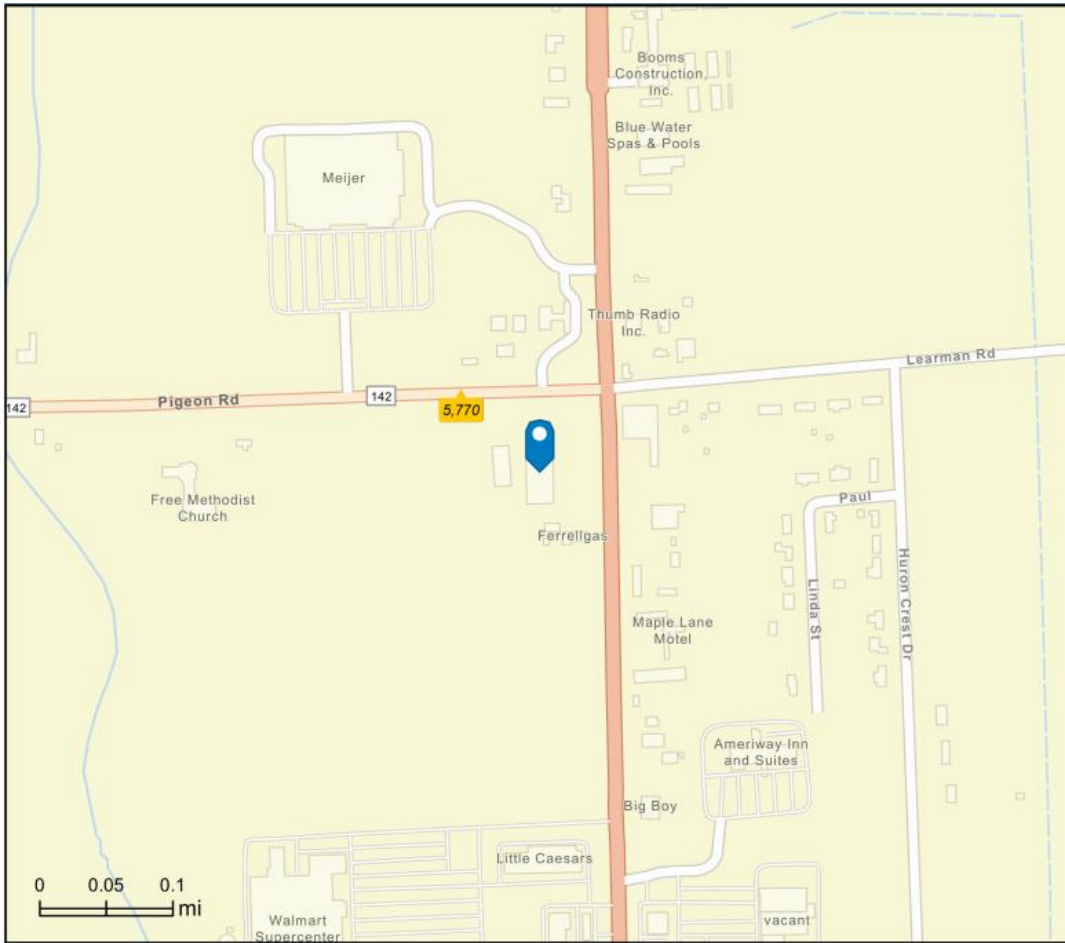 Booms
Construction,
Inc.
Blue Water
Spas & Pools
Meijer
Thumb Radio
Inc.
Learman Rd
142
Pigeon Rd
142
5,770
Free Methodist
Church
Paul
Ferrellgas
Linda St
Huron Crest Dr
Maple Lane
Motel
Ameriway Inn
and Suites
Big Boy
Little Caesars
0 0.05 0.1
mi
Walmart
Supercenter
vacant